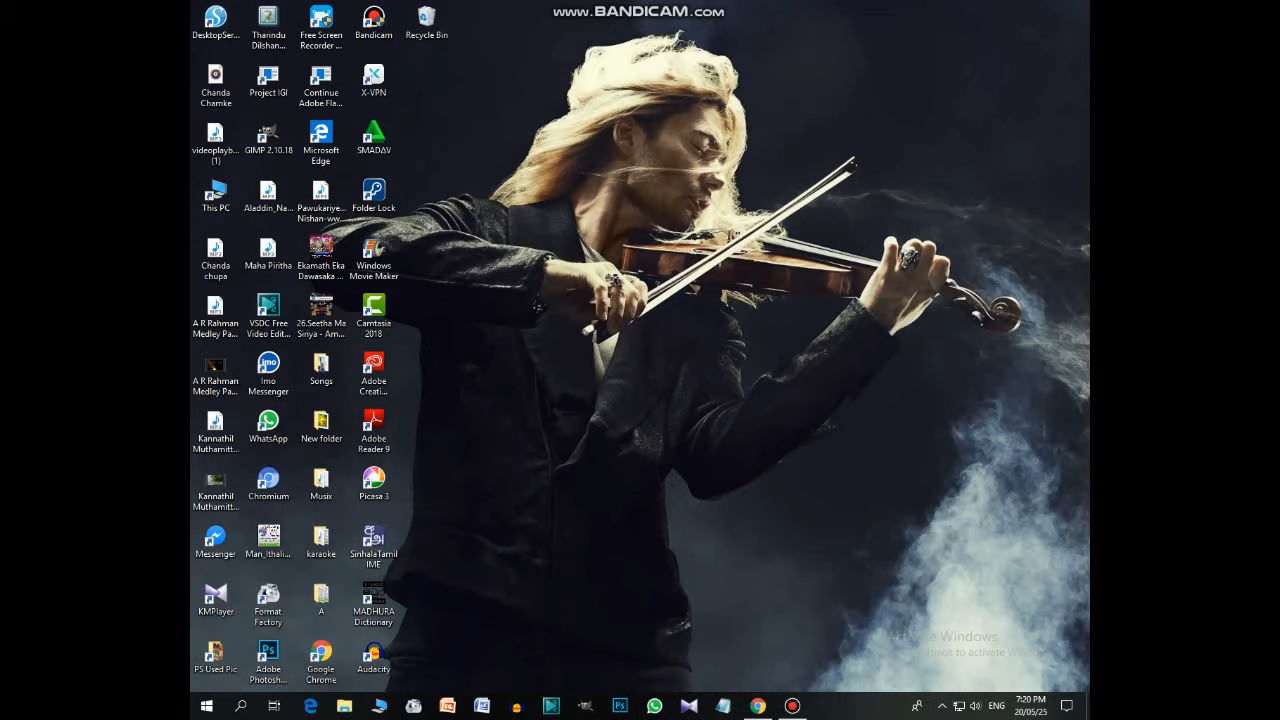 www.BANDICAM.com
DesktopSer...
Tharindu
Dilshan...
Free Screen
Recorder ...
Bandicam
Recycle Bin
Chanda
Chamke
Project IGI
Continue
Adobe Fla...
X-VPN
videoplayb...
(1)
GIMP 2.10.18
Microsoft
Edge
SMADΔV
This PC
Aladdin_Na...
Pawukariye...
Nishan-ww...
Folder Lock
Chanda
chupa
Maha Piritha
Ekamath Eka
Dawasaka ...
Windows
Movie Maker
A R Rahman
Medley Pa...
VSDC Free
Video Edit...
26.Seetha Ma
Siriya - Am...
Camtasia
2018
A R Rahman
Medley Pa...
Imo
Messenger
Songs
Adobe
Creati...
Kannathil
Muthamitt...
WhatsApp
New folder
Adobe
Reader 9
Kannathil
Muthamitt...
Chromium
Musix
Picasa 3
Messenger
Man_Ithali...
karaoke
SinhalaTamil
IME
KMPlayer
Format
Factory
A
MADHURA
Dictionary
PS Used Pic
Adobe
Photosh...
Google
Chrome
Audacity
Activate Windows
ENG
7:20 PM
20/05/25